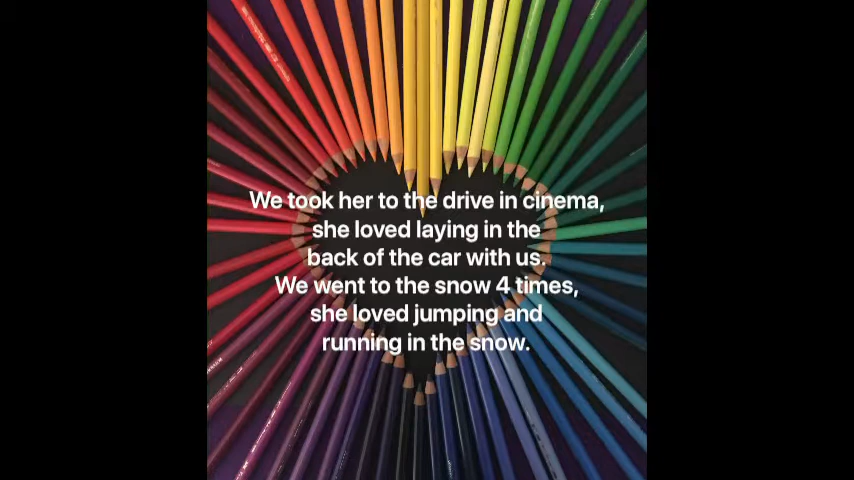 We took her to the drive in cinema,
she loved laying in the
back of the car with us.
We went to the snow 4 times,
she loved jumping and
running in the snow.